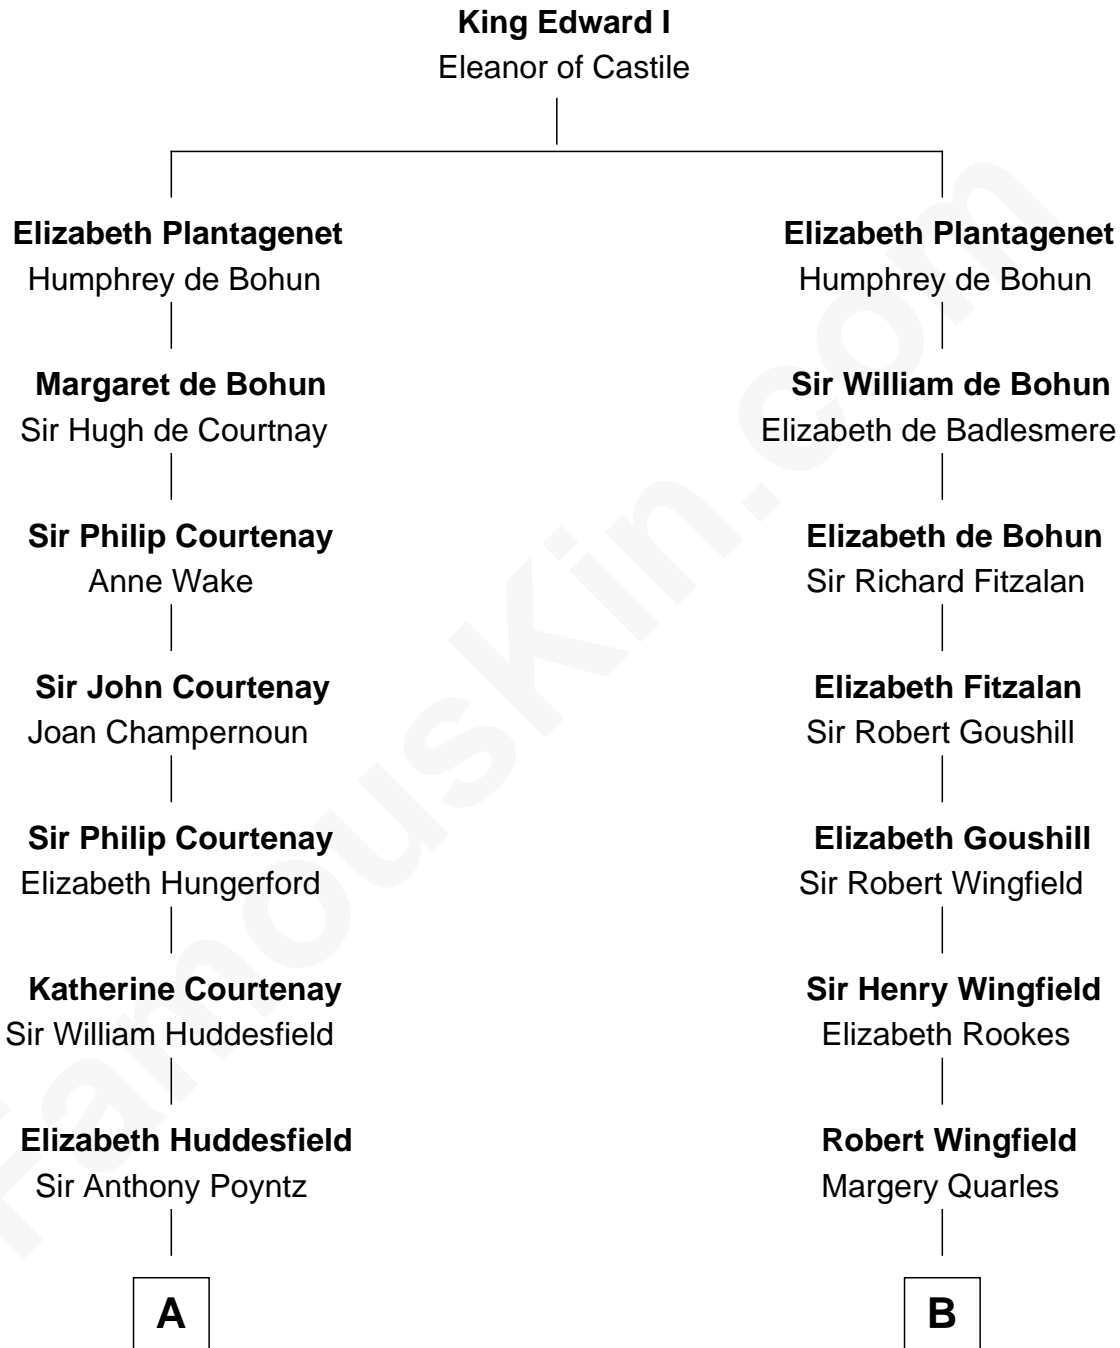 King Edward I
Eleanor of Castile
Elizabeth Plantagenet
Humphrey de Bohun
Margaret de Bohun
Sir Hugh de Courtnay
Sir Philip Courtenay
Anne Wake
Sir John Courtenay
Joan Champernoun
Sir Philip Courtenay
Elizabeth Hungerford
Katherine Courtenay
Sir William Huddesfield
Elizabeth Huddesfield
Sir Anthony Poyntz
A
Elizabeth Plantagenet
Humphrey de Bohun
Sir William de Bohun
Elizabeth de Badlesmere
Elizabeth de Bohun
Sir Richard Fitzalan
Elizabeth Fitzalan
Sir Robert Goushill
Elizabeth Goushill
Sir Robert Wingfield
Sir Henry Wingfield
Elizabeth Rookes
Robert Wingfield
Margery Quarles
B
FamousKin.com